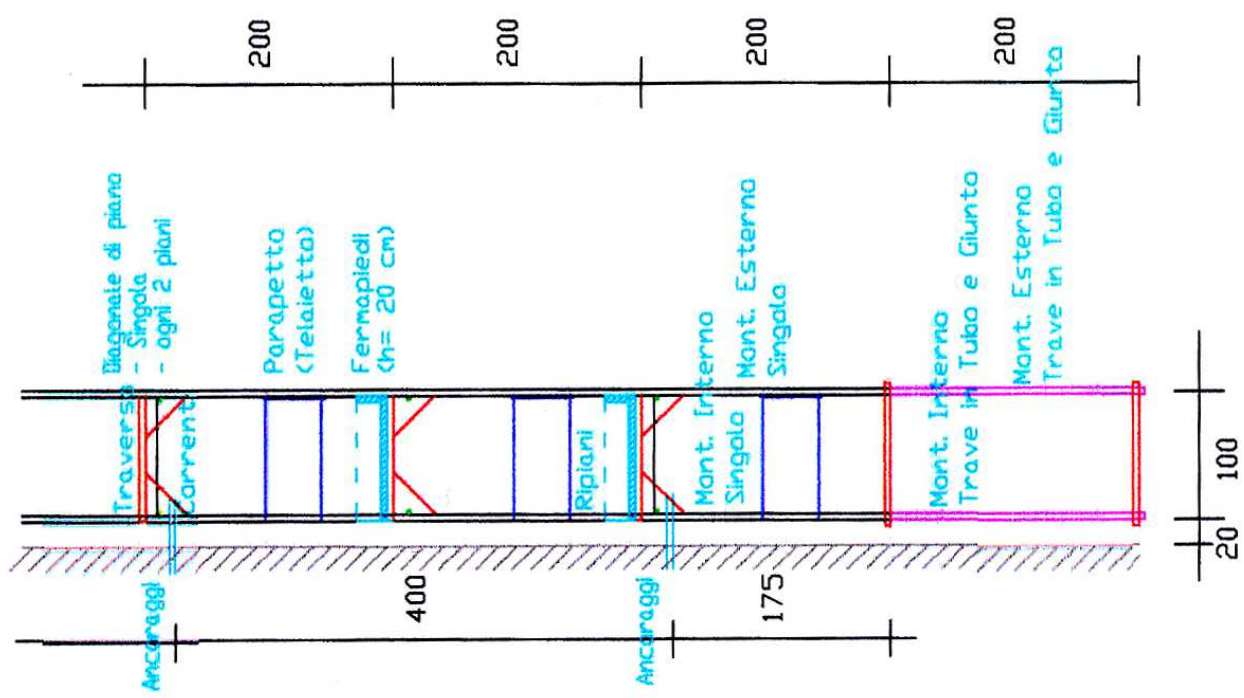 200
200
200
200
Diagonale di piano
- Singola
- ogni 2 piani
Parapetto
(Telaietto)
Fermapiedi
(h= 20 cm)
Mont. Esterno
Singolo
Mont. Esterno
Trave in Tubo e Giunto
Traverso
Correnti
Ripiani
Mont. Interno
Singolo
Mont. Interno
Trave in Tubo e Giunto
Ancoraggi
400
Ancoraggi
175
100
20